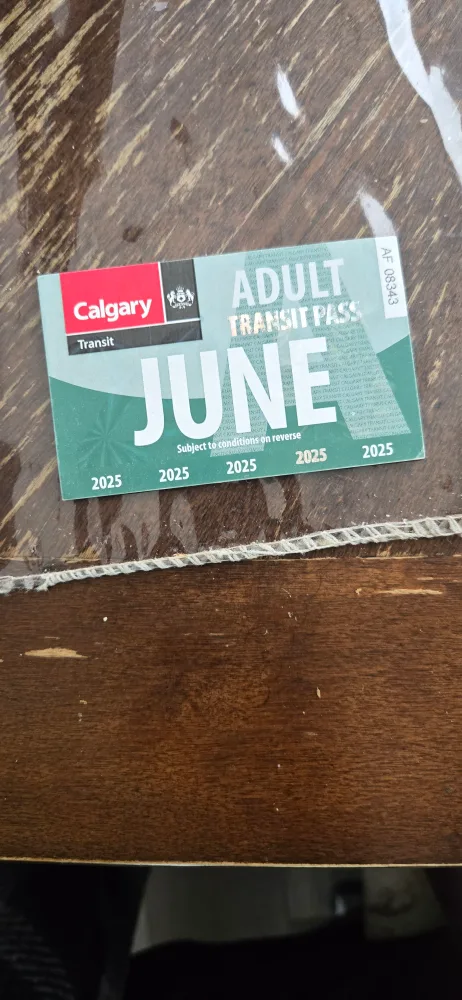 Calgary
Transit
ADULT
TRANSIT PASS
AF 08343
JUNE
Subject to conditions on reverse
2025 2025 2025 2025 2025